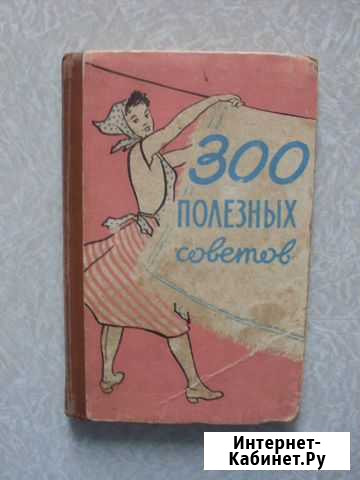 300
ПОЛЕЗНЫХ
советов
Интернет-
Кабинет.Ру